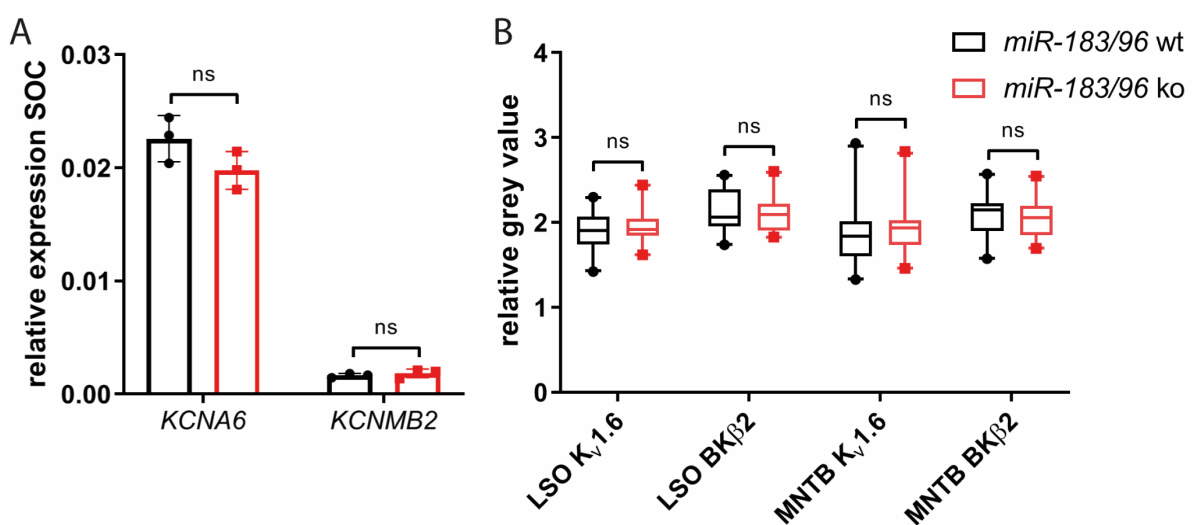 A
relative expression SOC
0.03
0.02
0.01
0.00
ns
ns
KCNA6
KCNMB2
B
relative grey value
4
3
2
1
0
ns
ns
ns
ns
LSO Kv1.6
LSO BKβ2
MNTB Kv1.6
MNTB BKβ2
miR-183/96 wt
miR-183/96 ko